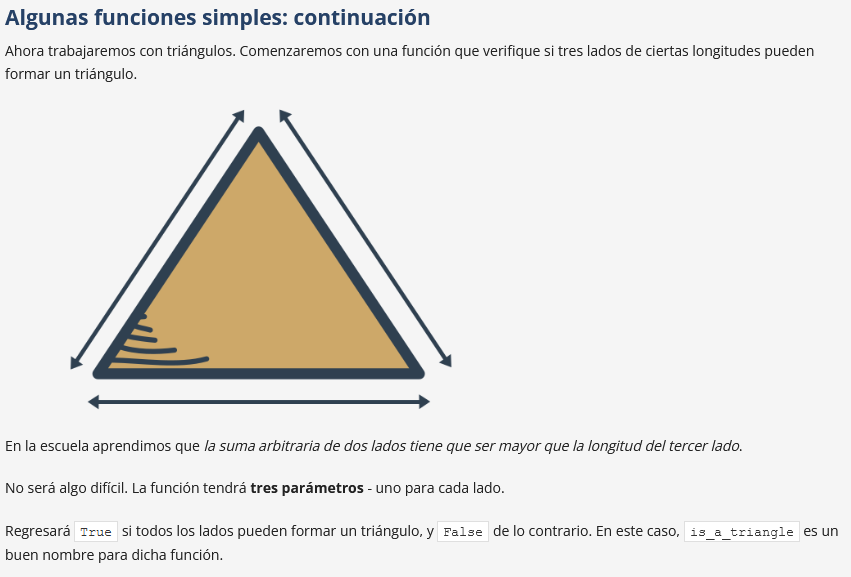 Algunas funciones simples: continuación
Ahora trabajaremos con triángulos. Comenzaremos con una función que verifique si tres lados de ciertas longitudes pueden
formar un triángulo.
En la escuela aprendimos que la suma arbitraria de dos lados tiene que ser mayor que la longitud del tercer lado.
No será algo difícil. La función tendrá tres parámetros - uno para cada lado.
Regresará True si todos los lados pueden formar un triángulo, y False de lo contrario. En este caso, is_a_triangle es un
buen nombre para dicha función.